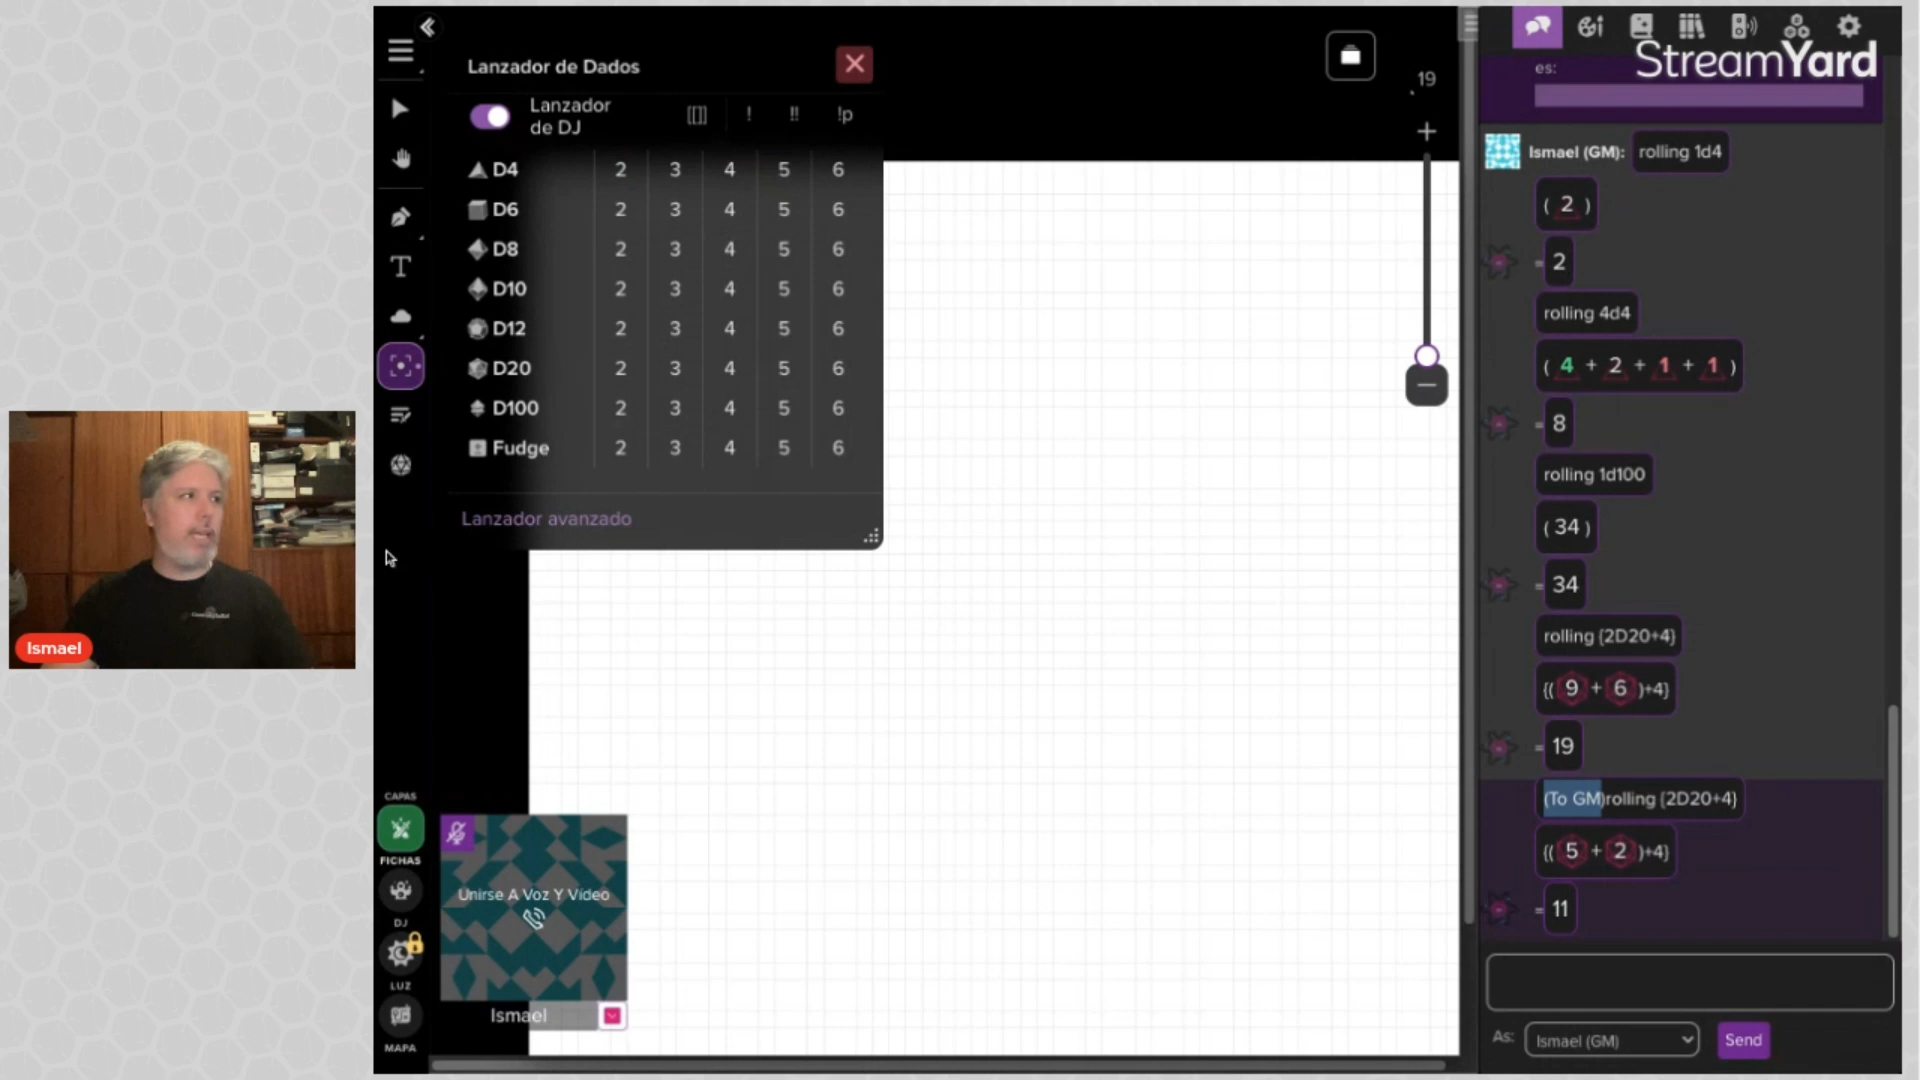 Lanzador de Dados
Lanzador
de DJ
[[]] ! !! !p
D4 2 3 4 5 6
D6 2 3 4 5 6
D8 2 3 4 5 6
D10 2 3 4 5 6
D12 2 3 4 5 6
D20 2 3 4 5 6
D100 2 3 4 5 6
Fudge 2 3 4 5 6
Lanzador avanzado
19
Ismael
CAPAS
FICHAS
DJ
LUZ
MAPA
Unirse A Voz Y Vídeo
Ismael
StreamYard
es:
Ismael (GM): rolling 1d4
( 2 )
= 2
rolling 4d4
( 4 + 2 + 1 + 1 )
= 8
rolling 1d100
( 34 )
= 34
rolling {2D20+4}
{( 9 + 6 )+4}
= 19
(To GM)rolling {2D20+4}
{( 5 + 2 )+4}
= 11
As: Ismael (GM) Send